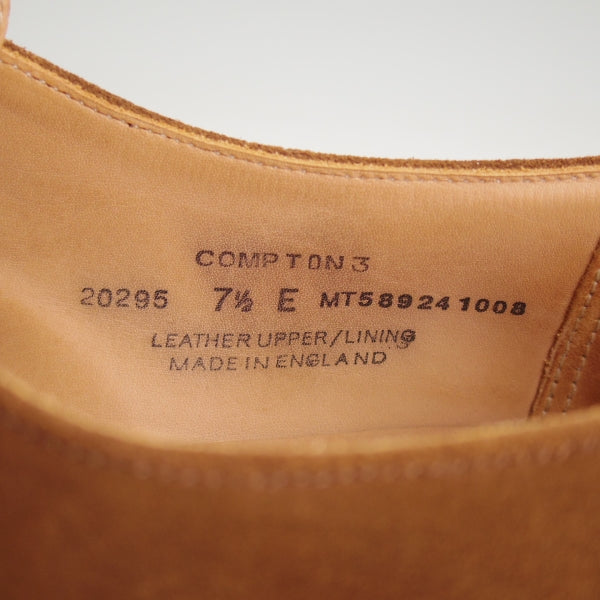 COMPTON 3
20295 7½ E MT589241008
LEATHER UPPER/LINING
MADE IN ENGLAND